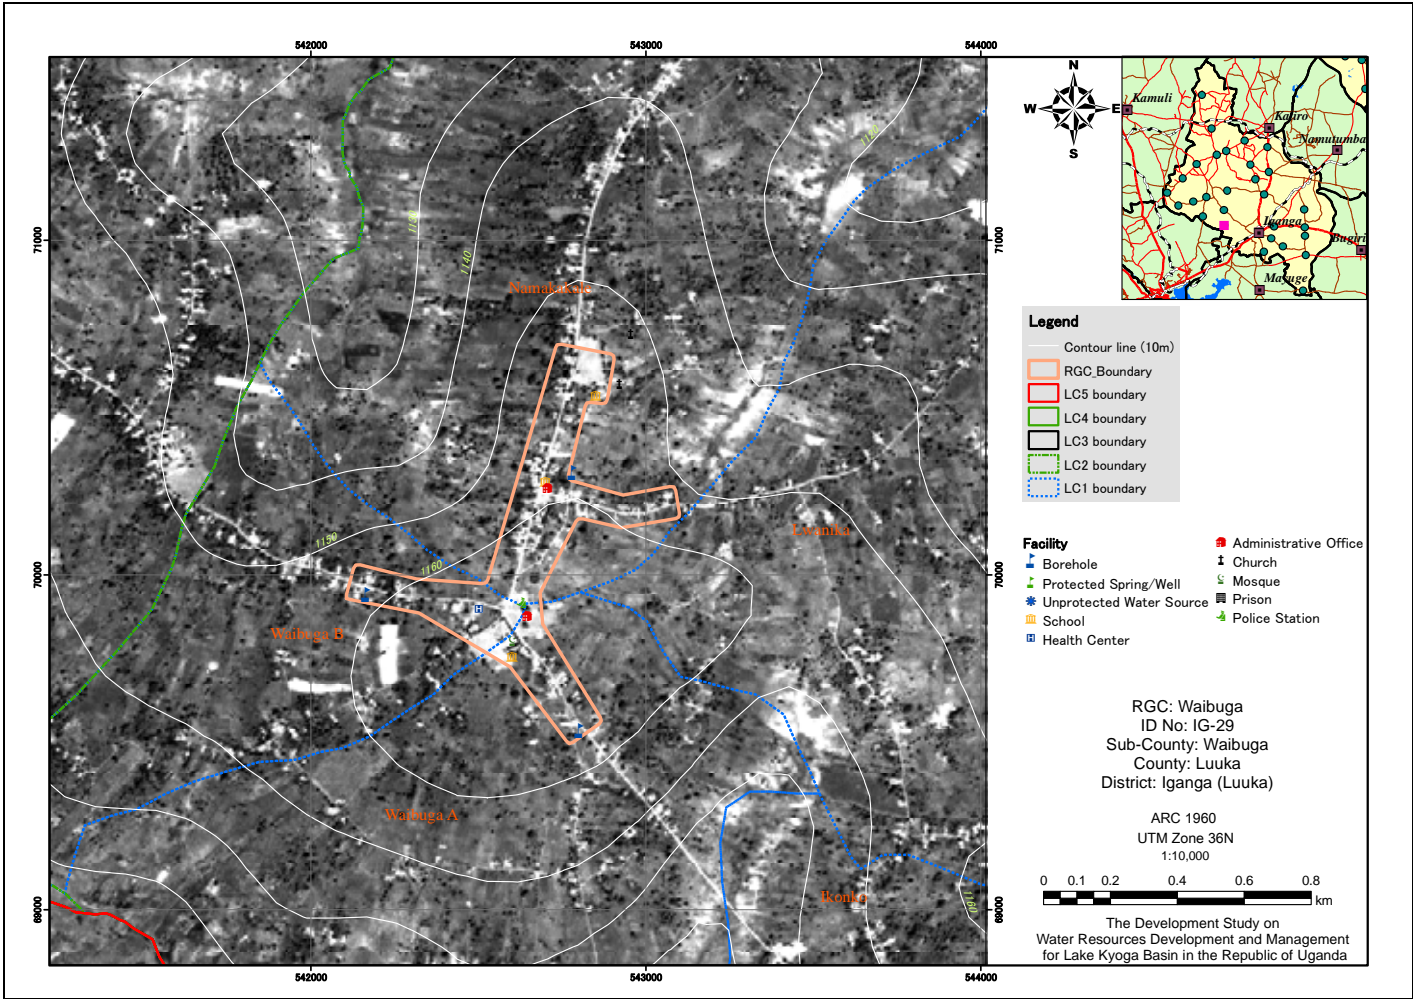 542000
543000
544000
71000
70000
69000
71000
70000
69000
542000
543000
544000
1120
1130
1140
1150
1160
1160
Namakakale
Lwanika
Waibuga B
Waibuga A
Ikonko
N
W
E
S
Kamuli
Kaliro
Namutumba
Iganga
Bugiri
Mayuge
Legend
Contour line (10m)
RGC_Boundary
LC5 boundary
LC4 boundary
LC3 boundary
LC2 boundary
LC1 boundary
Facility
Borehole
Protected Spring/Well
Unprotected Water Source
School
Health Center
Administrative Office
Church
Mosque
Prison
Police Station
RGC: Waibuga
ID No: IG-29
Sub-County: Waibuga
County: Luuka
District: Iganga (Luuka)
ARC 1960
UTM Zone 36N
1:10,000
0 0.1 0.2 0.4 0.6 0.8
km
The Development Study on
Water Resources Development and Management
for Lake Kyoga Basin in the Republic of Uganda